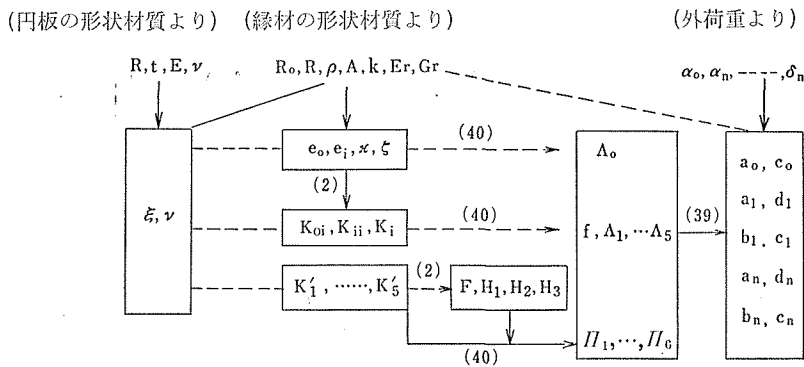 (円板の形状材質より) (縁材の形状材質より) (外荷重より)
R, t, E, ν
R₀, R, ρ, A, k, Er, Gr
α₀, αₙ, ----, δₙ
ξ, ν
e₀, eᵢ, ϰ, ζ
(40)
(2)
K₀ᵢ, Kᵢᵢ, Kᵢ
(40)
K′₁, ……, K′₅
(2)
F, H₁, H₂, H₃
(40)
Λ₀
f, Λ₁, …Λ₅
Π₁, …, Π₆
(39)
a₀, c₀
a₁, d₁
b₁, c₁
aₙ, dₙ
bₙ, cₙ